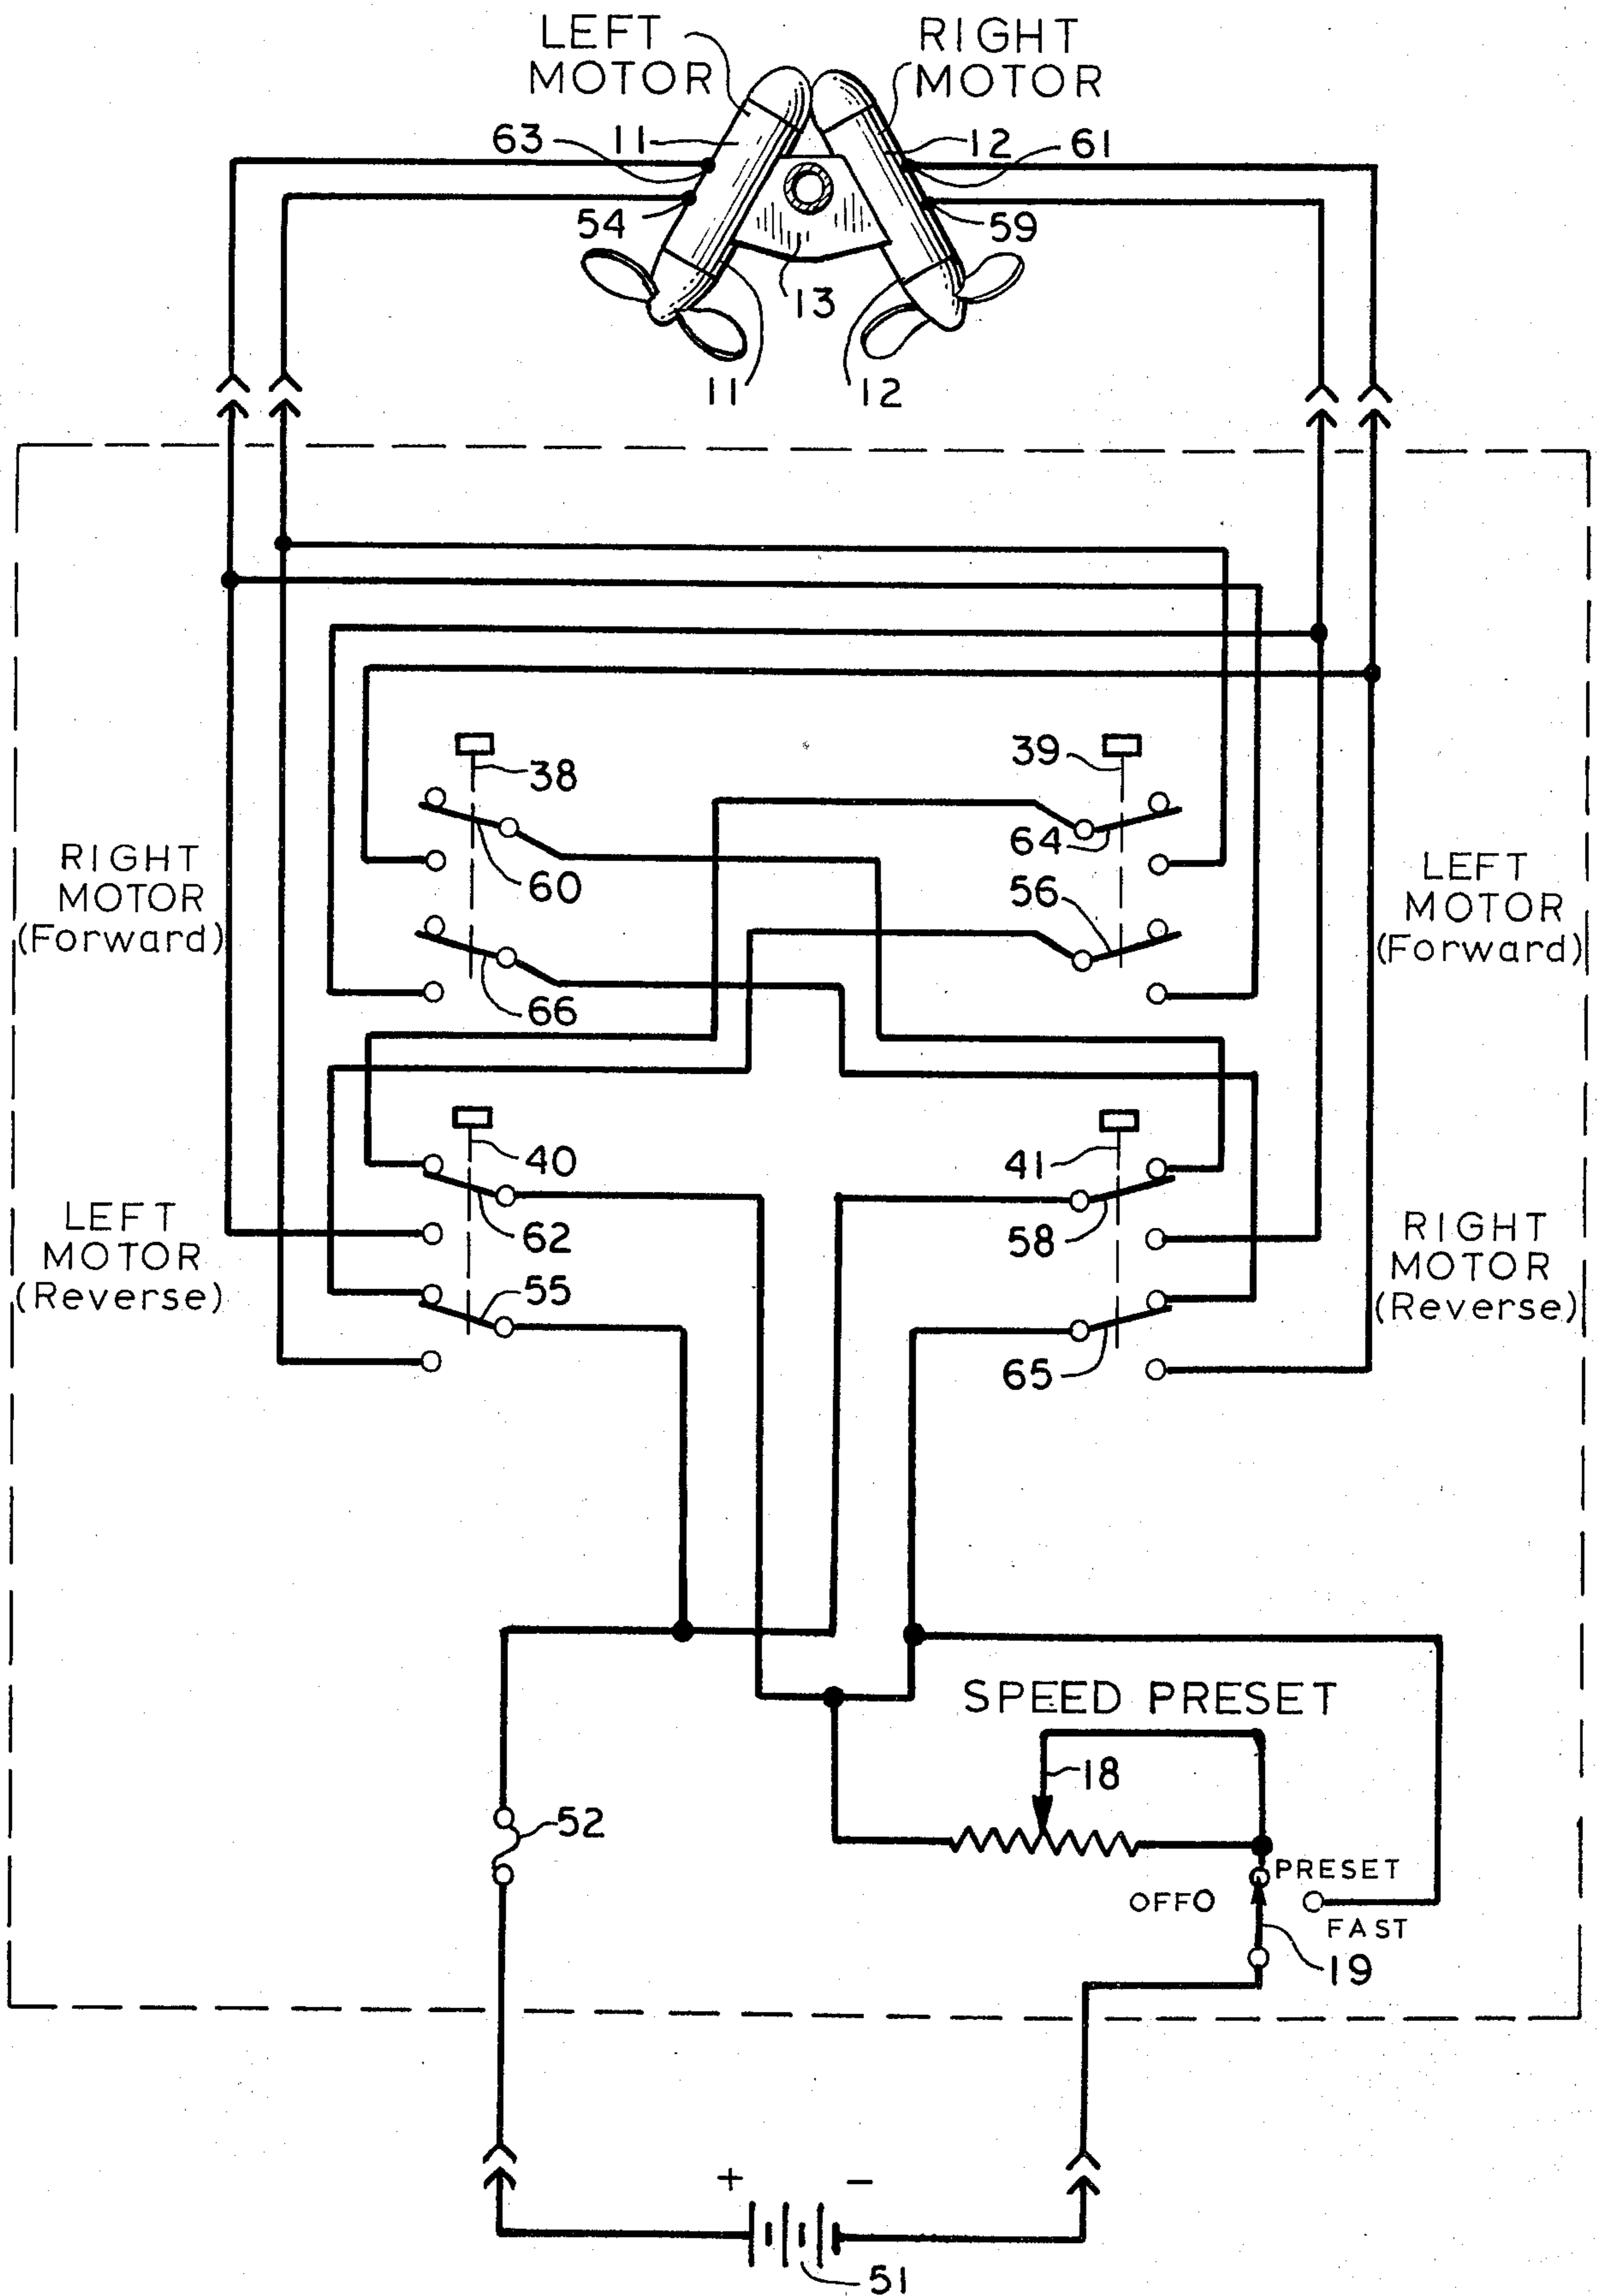 LEFT
MOTOR
RIGHT
MOTOR
63
11
12
61
54
59
13
11
12
38
39
60
64
56
66
RIGHT
MOTOR
(Forward)
LEFT
MOTOR
(Forward)
40
41
62
58
55
65
LEFT
MOTOR
(Reverse)
RIGHT
MOTOR
(Reverse)
SPEED PRESET
18
52
PRESET
OFF
FAST
19
+
−
51